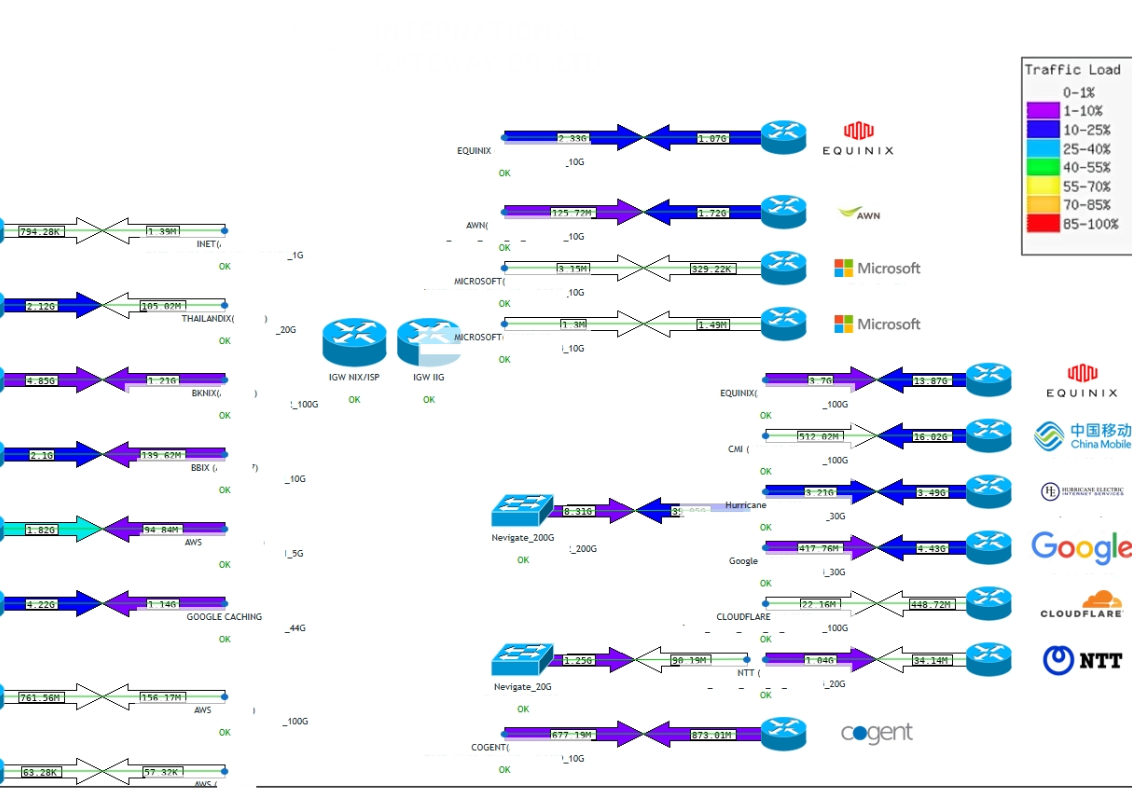 Traffic Load
0-1%
1-10%
10-25%
25-40%
40-55%
55-70%
70-85%
85-100%
2.33G
1.07G
EQUINIX
EQUINIX
_10G
OK
125.72M
1.72G
AWN
AWN(
_10G
OK
794.28K
1.39M
INET(
_1G
OK
3.15M
329.22K
Microsoft
MICROSOFT(
_10G
OK
2.12G
105.02M
THAILANDIX( )
_20G
OK
1.3M
1.49M
Microsoft
MICROSOFT(
_10G
OK
IGW NIX/ISP
OK
IGW IIG
OK
4.85G
1.21G
BKNIX( )
_100G
OK
3.7G
13.87G
EQUINIX
EQUINIX(
_100G
OK
512.02M
16.02G
中国移动
China Mobile
CMI (
_100G
OK
2.1G
139.62M
BBIX (
_10G
OK
3.21G
3.49G
HURRICANE ELECTRIC
INTERNET SERVICES
Hurricane
_30G
OK
8.31G
Nevigate_200G
_200G
OK
1.82G
94.84M
AWS
_5G
OK
417.76M
4.43G
Google
Google
_30G
OK
4.22G
1.14G
GOOGLE CACHING
_44G
OK
22.16M
448.72M
CLOUDFLARE
CLOUDFLARE
_100G
OK
1.25G
90.19M
Nevigate_20G
OK
1.04G
34.14M
NTT
NTT (
_20G
OK
761.56M
156.17M
AWS
_100G
OK
677.19M
873.01M
cogent
COGENT(
_10G
OK
63.28K
57.32K
AWS (